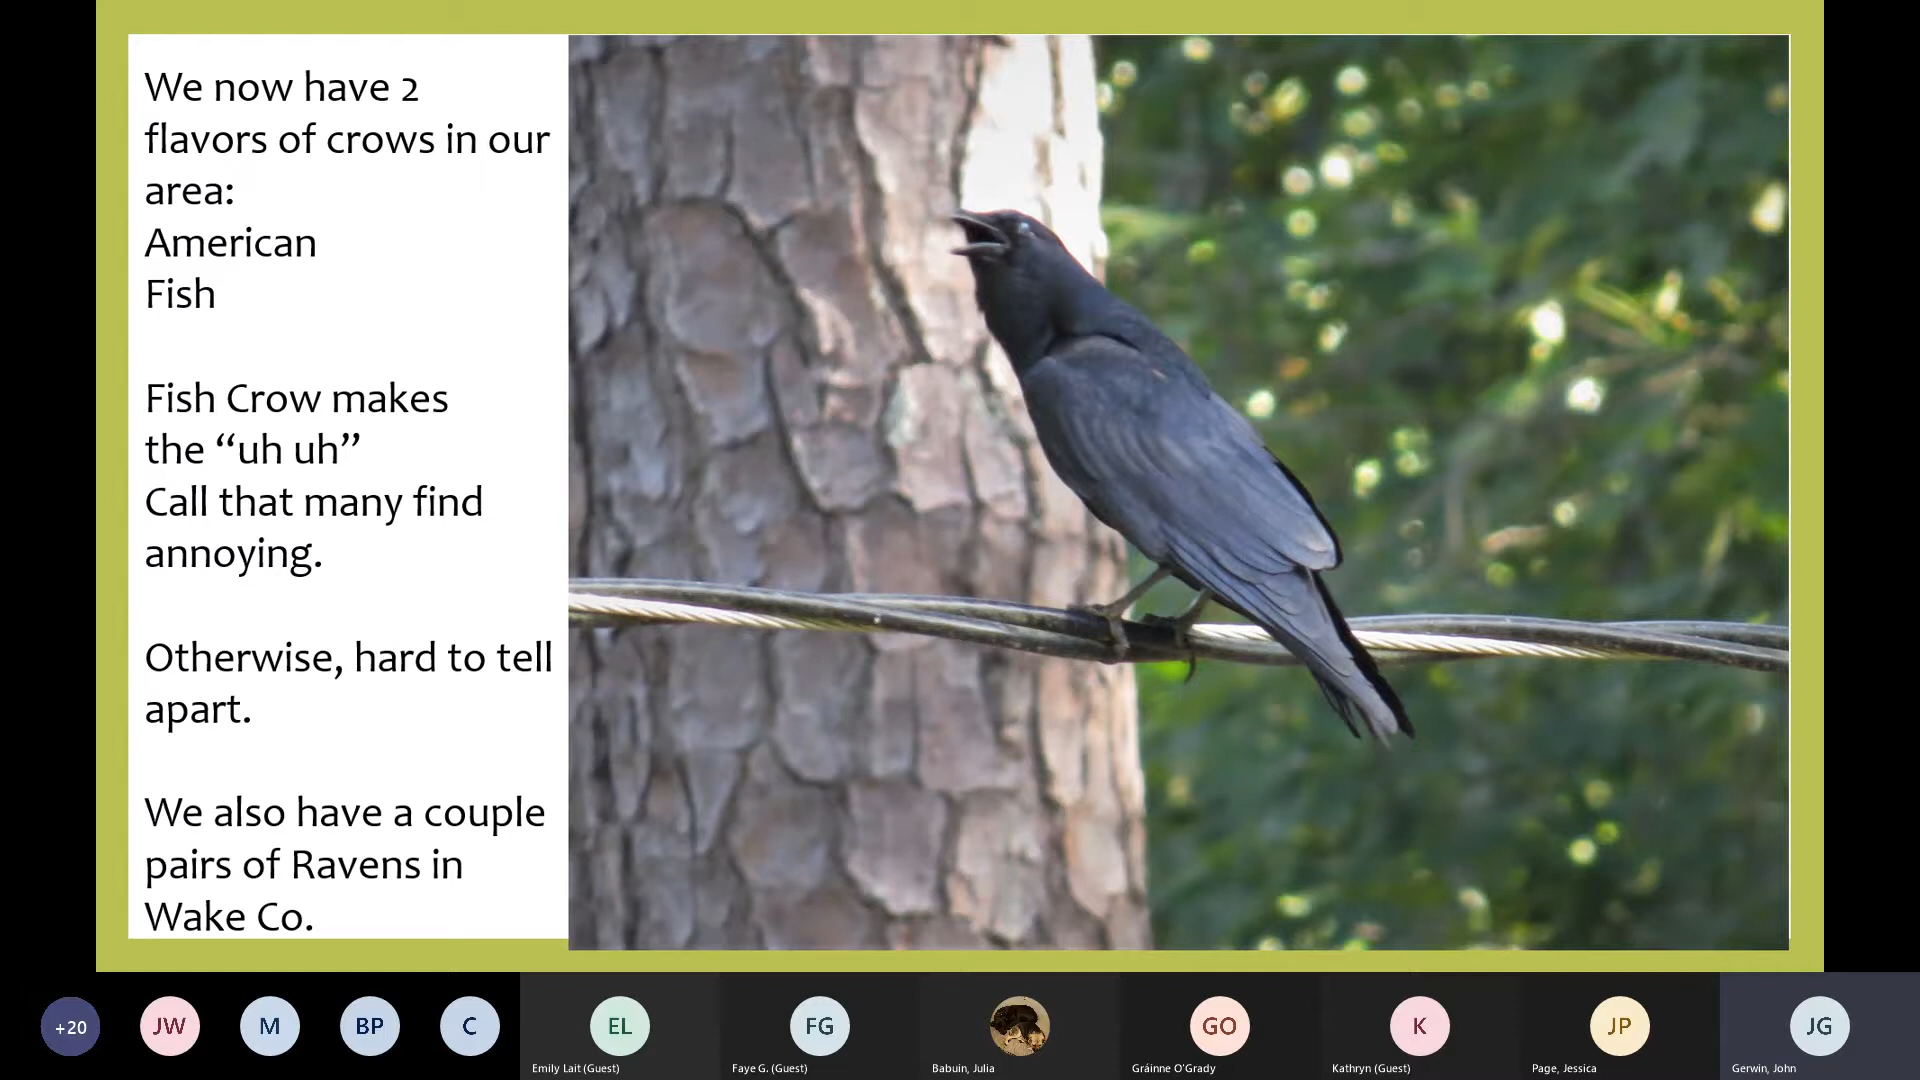 We now have 2
flavors of crows in our
area:
American
Fish
Fish Crow makes
the “uh uh”
Call that many find
annoying.
Otherwise, hard to tell
apart.
We also have a couple
pairs of Ravens in
Wake Co.
+20
JW
M
BP
C
EL
FG
GO
K
JP
JG
Emily Lait (Guest)
Faye G. (Guest)
Babuin, Julia
Gráinne O'Grady
Kathryn (Guest)
Page, Jessica
Gerwin, John